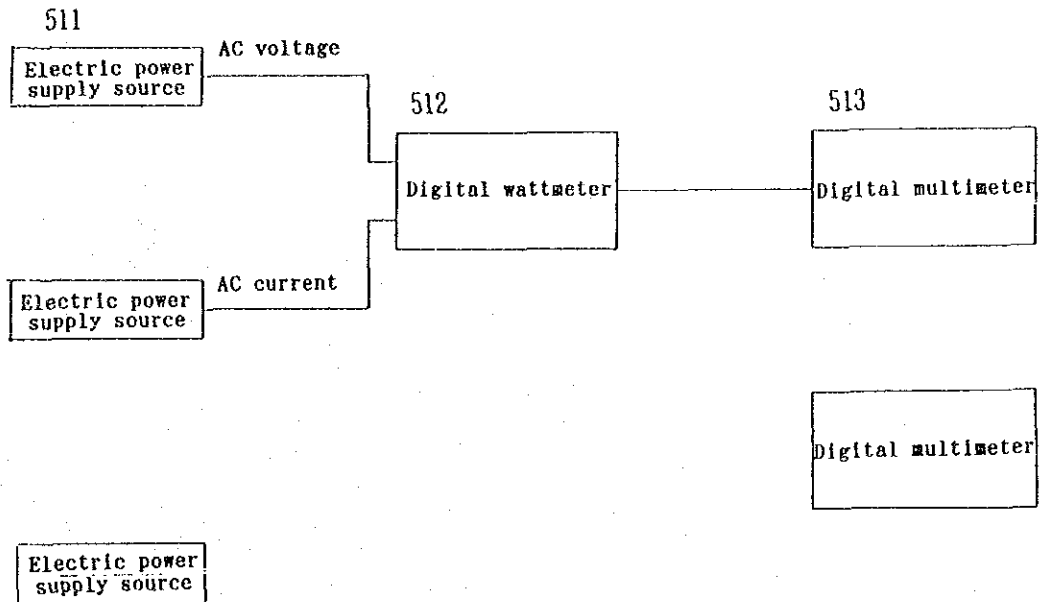 511
Electric power
supply source
AC voltage
512
Digital wattmeter
513
Digital multimeter
AC current
Electric power
supply source
Digital multimeter
Electric power
supply source